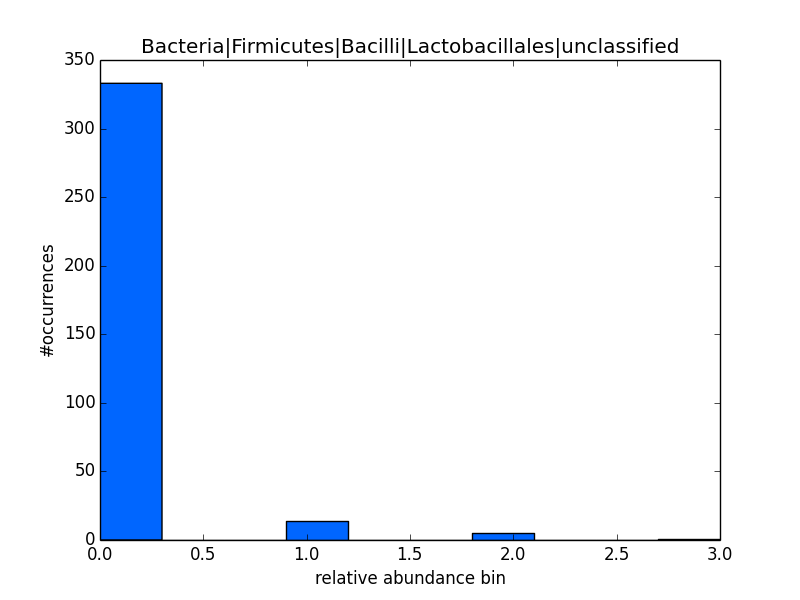 Bacteria|Firmicutes|Bacilli|Lactobacillales|unclassified
350
300
250
200
150
100
50
0
#occurrences
0.0 0.5 1.0 1.5 2.0 2.5 3.0
relative abundance bin